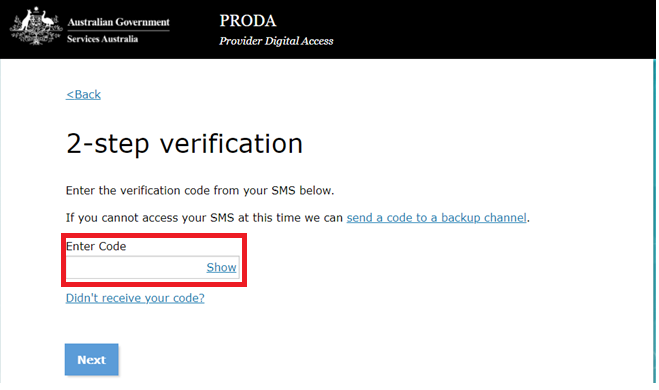 Australian Government
Services Australia
PRODA
Provider Digital Access
<Back
2-step verification
Enter the verification code from your SMS below.
If you cannot access your SMS at this time we can send a code to a backup channel.
Enter Code
Show
Didn't receive your code?
Next